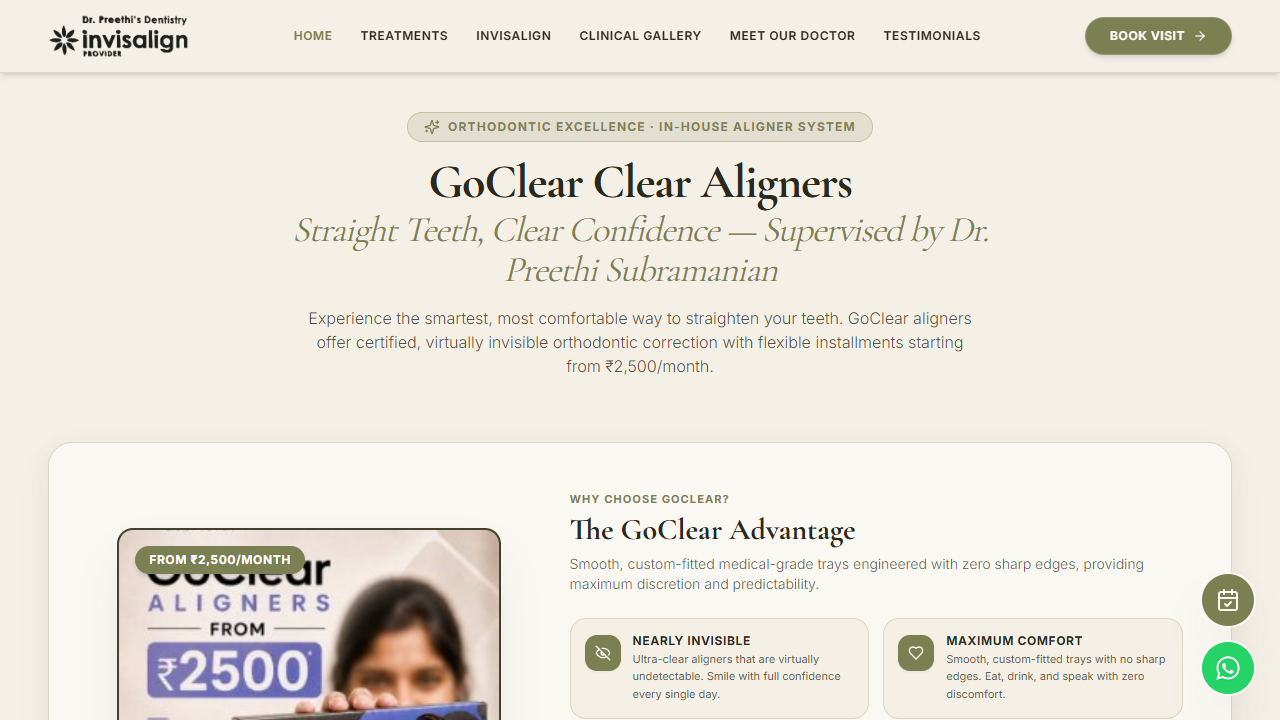 Dr. Preethi's Dentistry
invisalign
PROVIDER
HOME
TREATMENTS
INVISALIGN
CLINICAL GALLERY
MEET OUR DOCTOR
TESTIMONIALS
BOOK VISIT
ORTHODONTIC EXCELLENCE · IN-HOUSE ALIGNER SYSTEM
GoClear Clear Aligners
Straight Teeth, Clear Confidence — Supervised by Dr.
Preethi Subramanian
Experience the smartest, most comfortable way to straighten your teeth. GoClear aligners
offer certified, virtually invisible orthodontic correction with flexible installments starting
from ₹2,500/month.
FROM ₹2,500/MONTH
GoClear
ALIGNERS
FROM
₹2500*
WHY CHOOSE GOCLEAR?
The GoClear Advantage
Smooth, custom-fitted medical-grade trays engineered with zero sharp edges, providing
maximum discretion and predictability.
NEARLY INVISIBLE
Ultra-clear aligners that are virtually
undetectable. Smile with full confidence
every single day.
MAXIMUM COMFORT
Smooth, custom-fitted trays with no sharp
edges. Eat, drink, and speak with zero
discomfort.